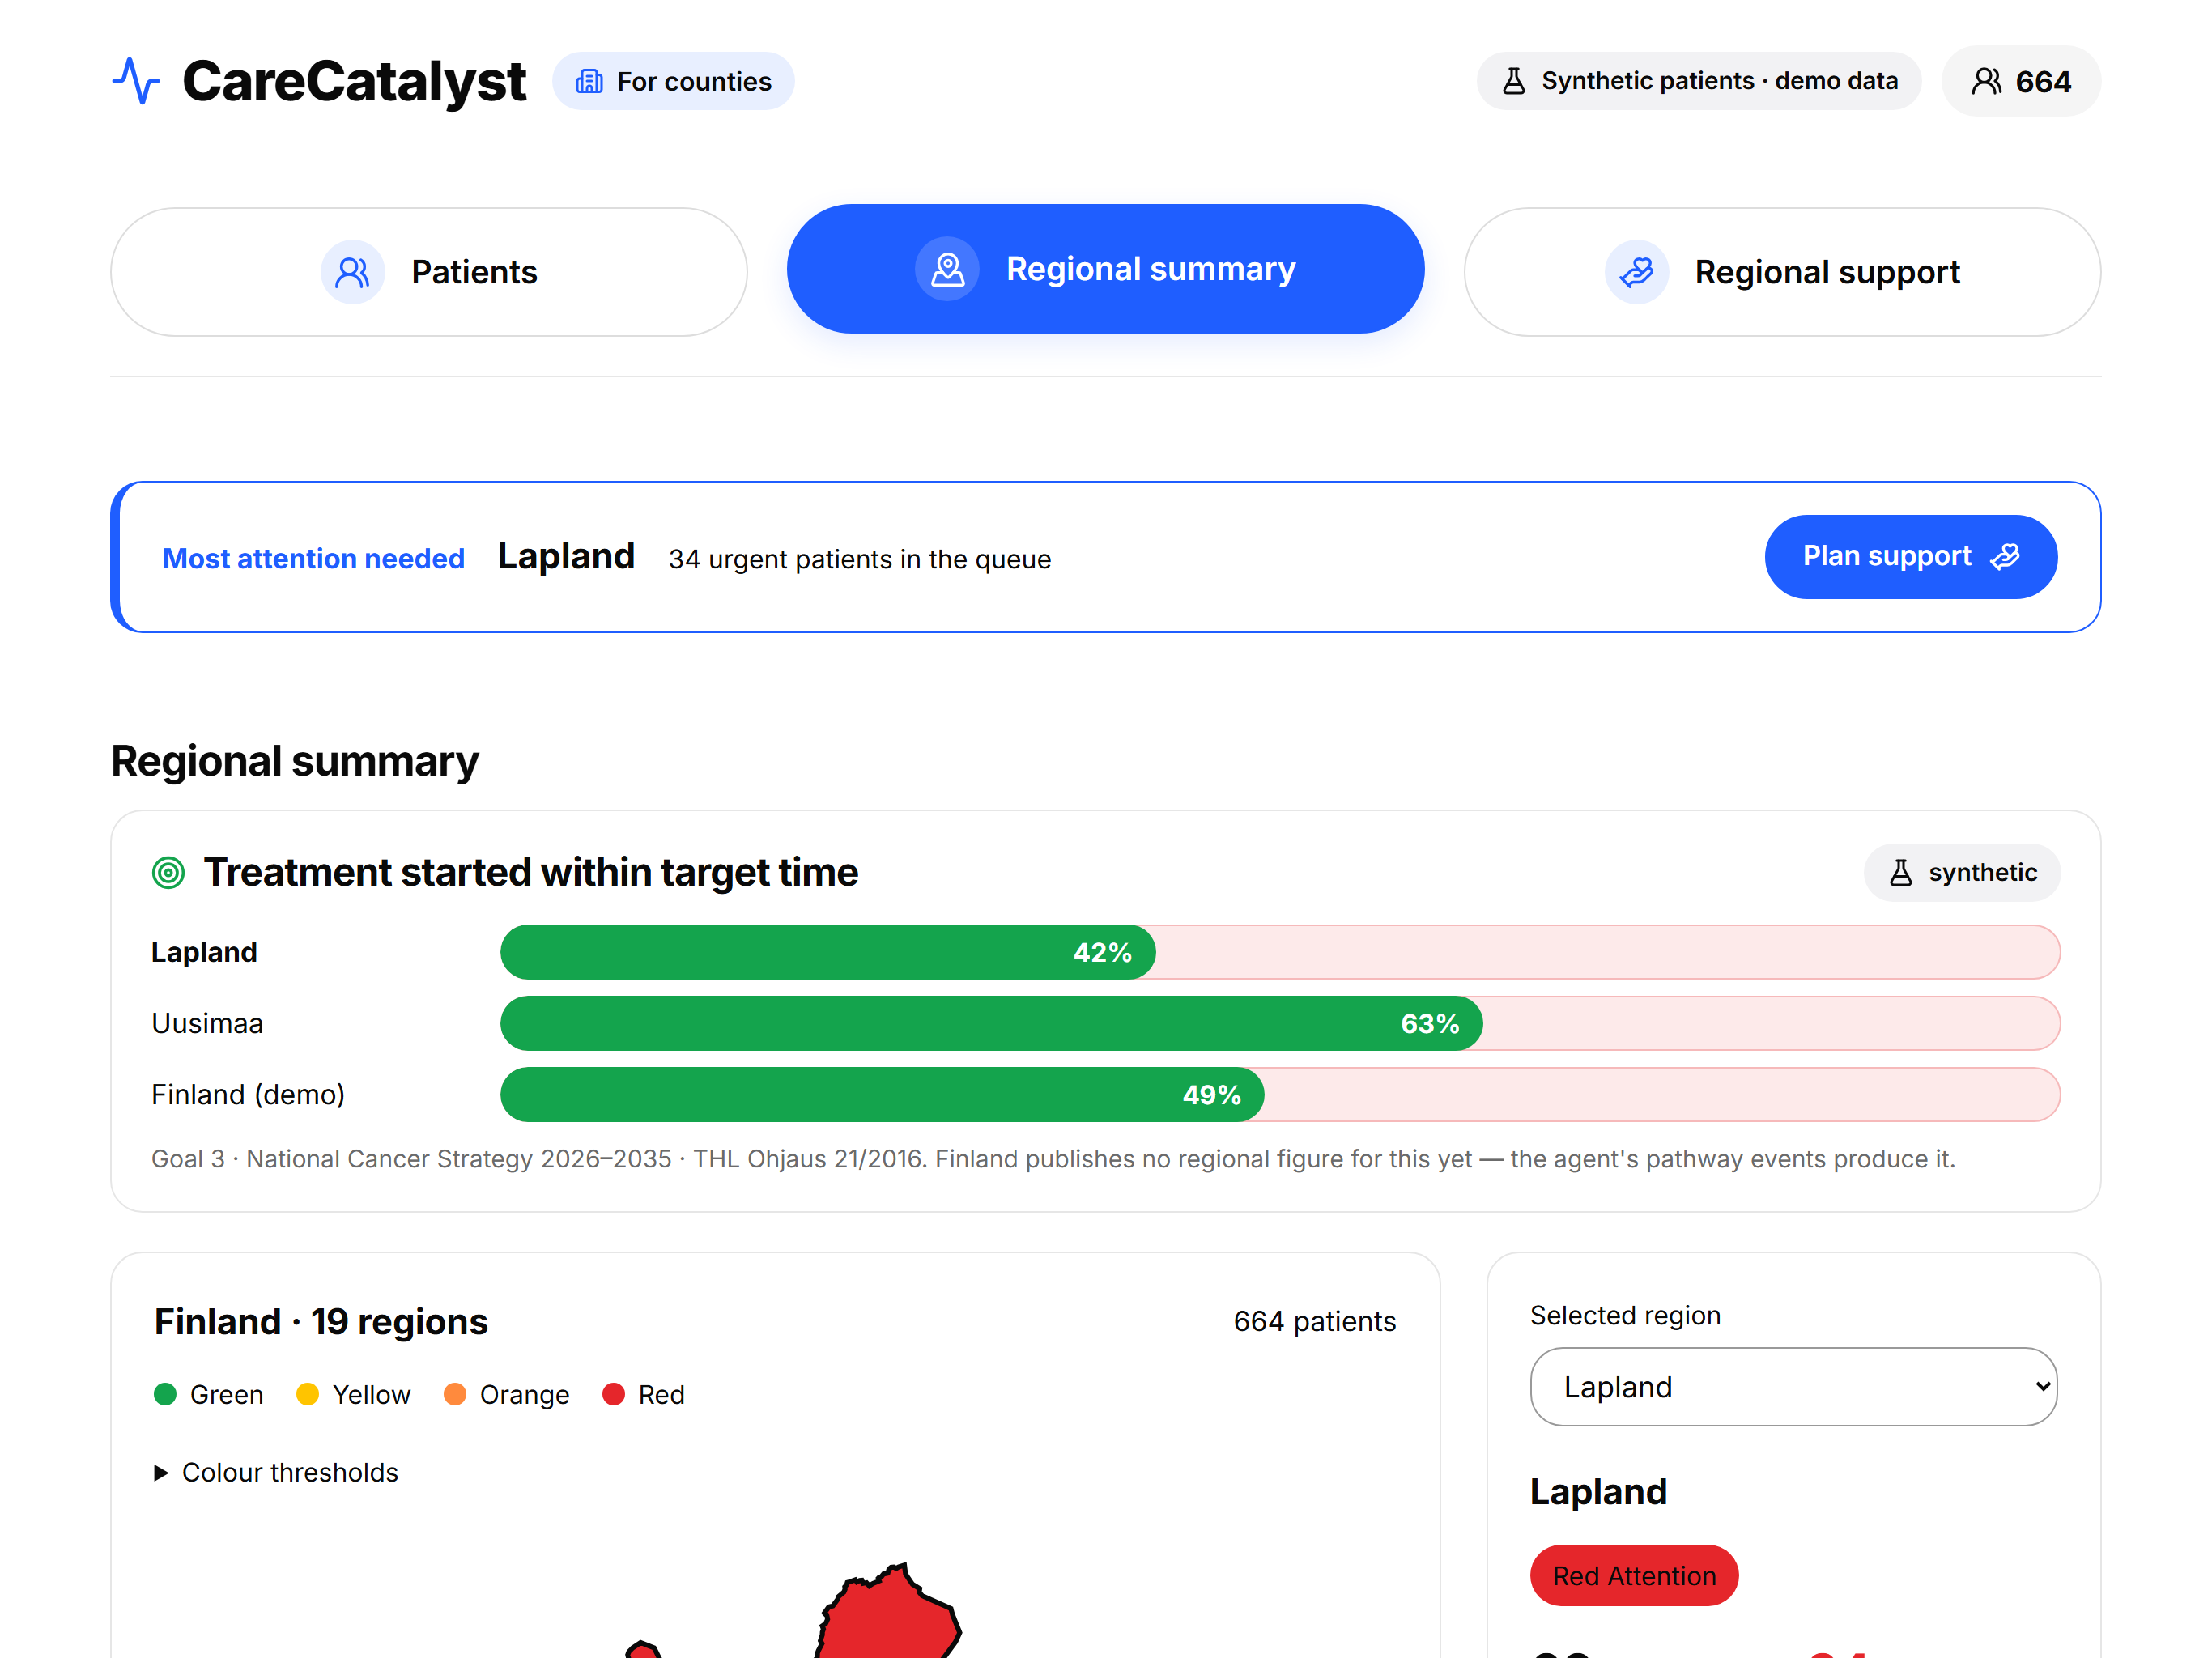 CareCatalyst For counties Synthetic patients · demo data 664
Patients Regional summary Regional support
Most attention needed Lapland 34 urgent patients in the queue Plan support
Regional summary
Treatment started within target time synthetic
Lapland 42%
Uusimaa 63%
Finland (demo) 49%
Goal 3 · National Cancer Strategy 2026–2035 · THL Ohjaus 21/2016. Finland publishes no regional figure for this yet — the agent's pathway events produce it.
Finland · 19 regions 664 patients
Green Yellow Orange Red
Colour thresholds
Selected region
Lapland
Lapland
Red Attention